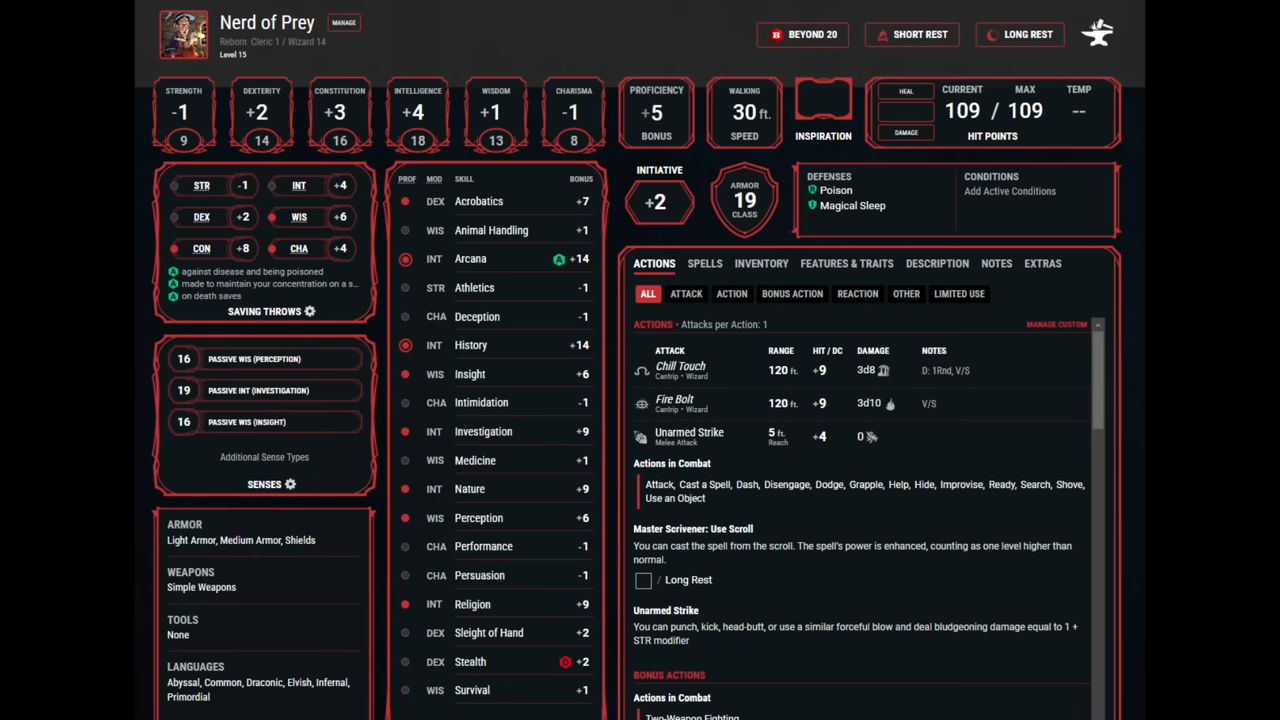 Nerd of Prey
MANAGE
Reborn Cleric 1 / Wizard 14
Level 15
BEYOND 20
SHORT REST
LONG REST
STRENGTH
-1
9
DEXTERITY
+2
14
CONSTITUTION
+3
16
INTELLIGENCE
+4
18
WISDOM
+1
13
CHARISMA
-1
8
PROFICIENCY
+5
BONUS
WALKING
30 ft.
SPEED
INSPIRATION
HEAL
DAMAGE
CURRENT MAX TEMP
109 / 109 --
HIT POINTS
STR -1 INT +4
DEX +2 WIS +6
CON +8 CHA +4
A against disease and being poisoned
A made to maintain your concentration on a s...
A on death saves
SAVING THROWS
16 PASSIVE WIS (PERCEPTION)
19 PASSIVE INT (INVESTIGATION)
16 PASSIVE WIS (INSIGHT)
Additional Sense Types
SENSES
ARMOR
Light Armor, Medium Armor, Shields
WEAPONS
Simple Weapons
TOOLS
None
LANGUAGES
Abyssal, Common, Draconic, Elvish, Infernal,
Primordial
PROF MOD SKILL BONUS
DEX Acrobatics +7
WIS Animal Handling +1
INT Arcana A +14
STR Athletics -1
CHA Deception -1
INT History +14
WIS Insight +6
CHA Intimidation -1
INT Investigation +9
WIS Medicine +1
INT Nature +9
WIS Perception +6
CHA Performance -1
CHA Persuasion -1
INT Religion +9
DEX Sleight of Hand +2
DEX Stealth D +2
WIS Survival +1
INITIATIVE
+2
ARMOR
19
CLASS
DEFENSES
Poison
Magical Sleep
CONDITIONS
Add Active Conditions
ACTIONS SPELLS INVENTORY FEATURES & TRAITS DESCRIPTION NOTES EXTRAS
ALL ATTACK ACTION BONUS ACTION REACTION OTHER LIMITED USE
ACTIONS • Attacks per Action: 1 MANAGE CUSTOM
ATTACK RANGE HIT / DC DAMAGE NOTES
Chill Touch 120 ft. +9 3d8 D: 1Rnd, V/S
Cantrip • Wizard
Fire Bolt 120 ft. +9 3d10 V/S
Cantrip • Wizard
Unarmed Strike 5 ft. +4 0
Melee Attack Reach
Actions in Combat
Attack, Cast a Spell, Dash, Disengage, Dodge, Grapple, Help, Hide, Improvise, Ready, Search, Shove,
Use an Object
Master Scrivener: Use Scroll
You can cast the spell from the scroll. The spell's power is enhanced, counting as one level higher than
normal.
/ Long Rest
Unarmed Strike
You can punch, kick, head-butt, or use a similar forceful blow and deal bludgeoning damage equal to 1 +
STR modifier
BONUS ACTIONS
Actions in Combat
Two-Weapon Fighting